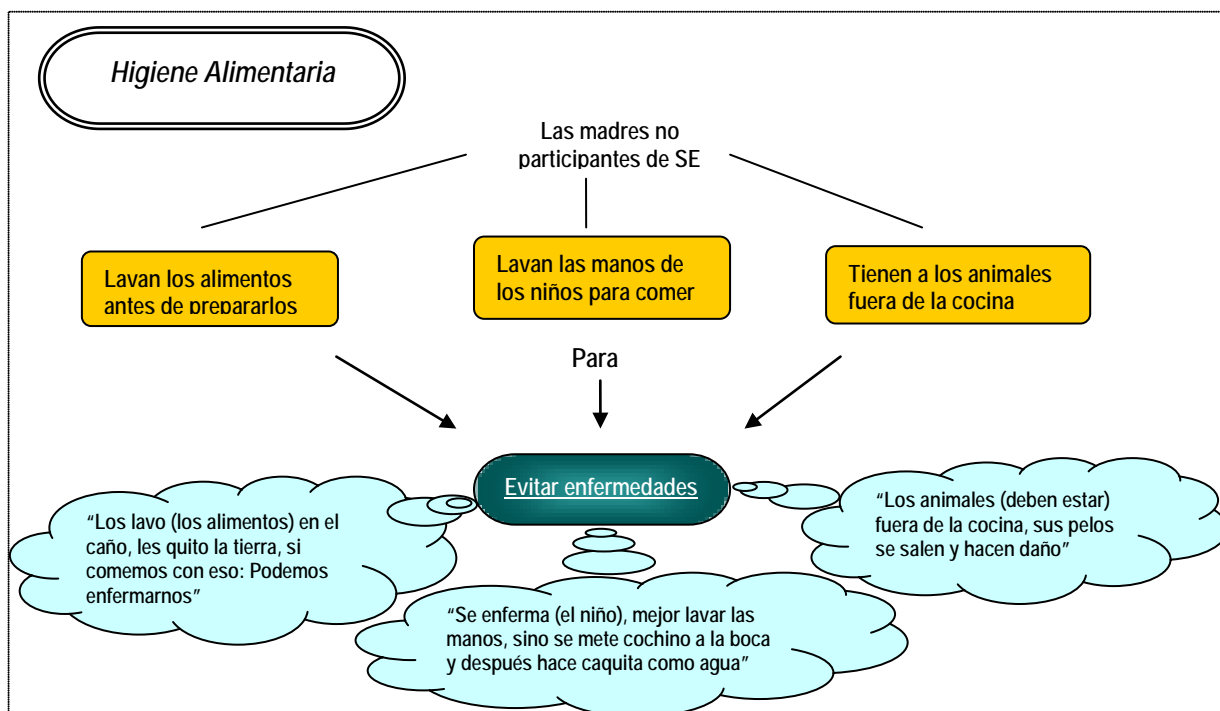 Higiene Alimentaria
Las madres no
participantes de SE
Lavan los alimentos
antes de prepararlos
Lavan las manos de
los niños para comer
Tienen a los animales
fuera de la cocina
Para
Evitar enfermedades
“Los lavo (los alimentos) en el
caño, les quito la tierra, si
comemos con eso: Podemos
enfermarnos”
“Se enferma (el niño), mejor lavar las
manos, sino se mete cochino a la boca
y después hace caquita como agua”
“Los animales (deben estar)
fuera de la cocina, sus pelos
se salen y hacen daño”